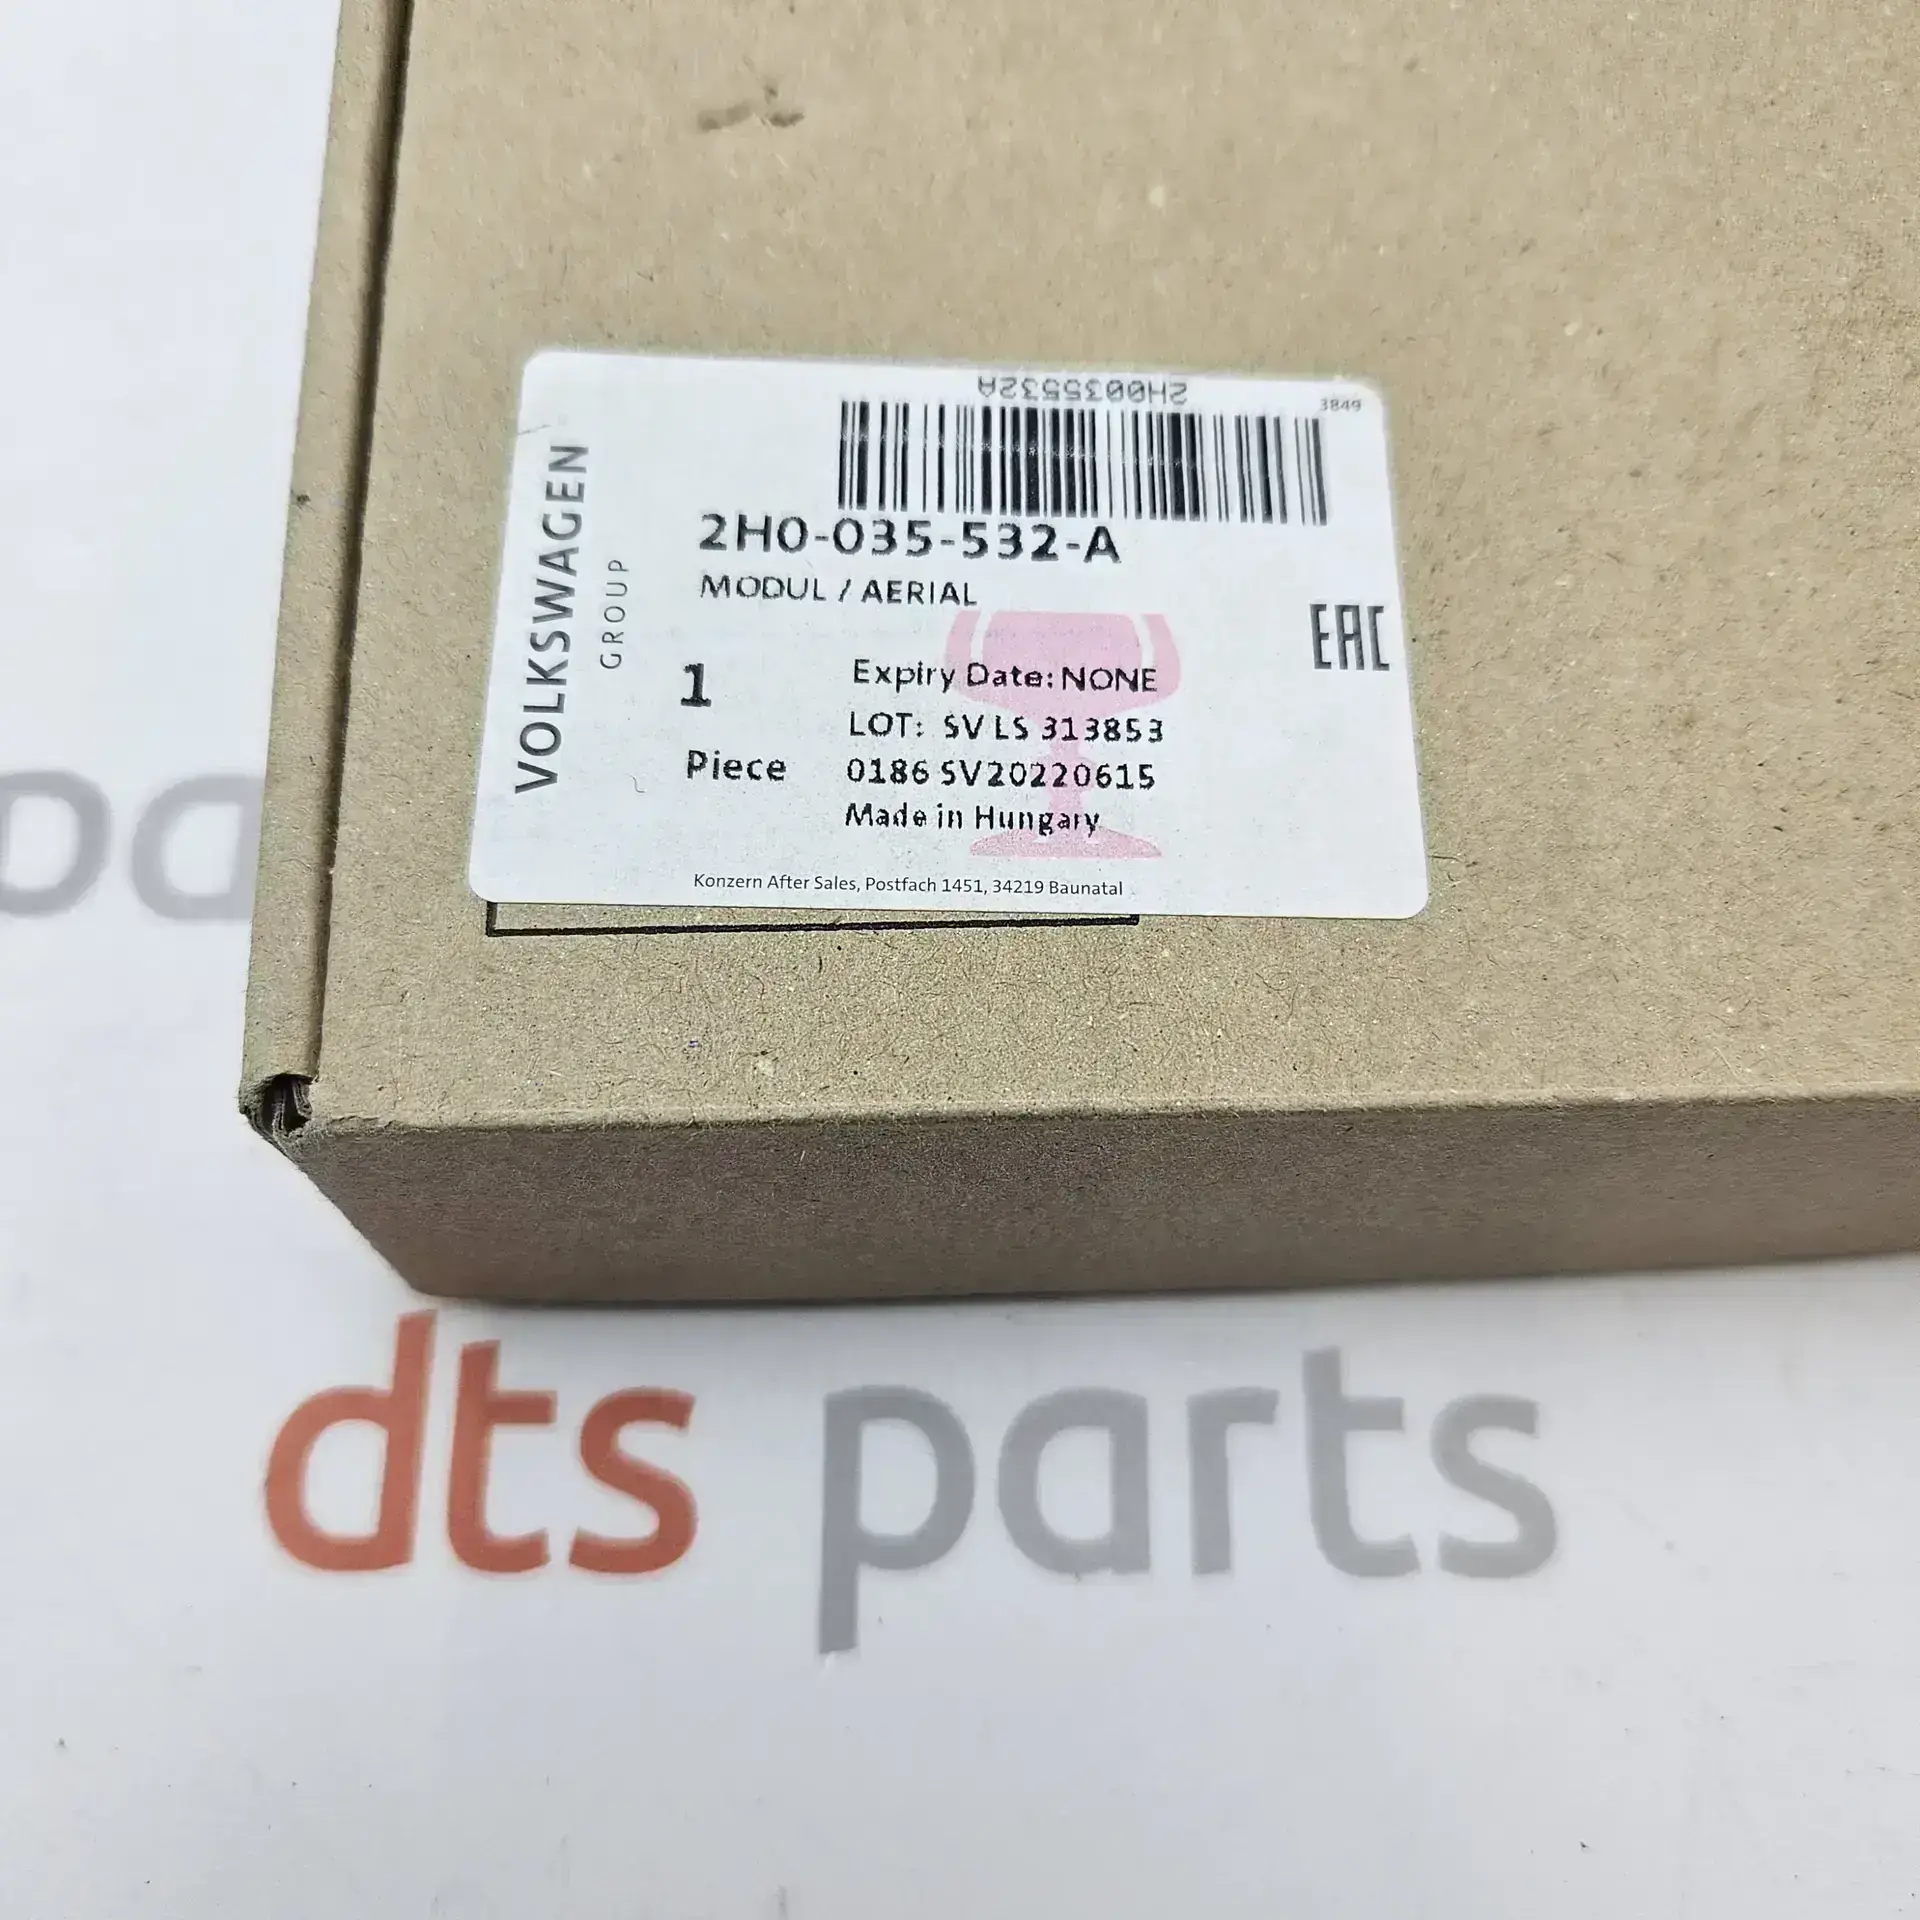 2H0035532A
3849
VOLKSWAGEN
GROUP
2H0-035-532-A
MODUL / AERIAL
EAC
1
Piece
Expiry Date: NONE
LOT: SV LS 313853
0186 SV20220615
Made in Hungary
Konzern After Sales, Postfach 1451, 34219 Baunatal
pa
dts parts